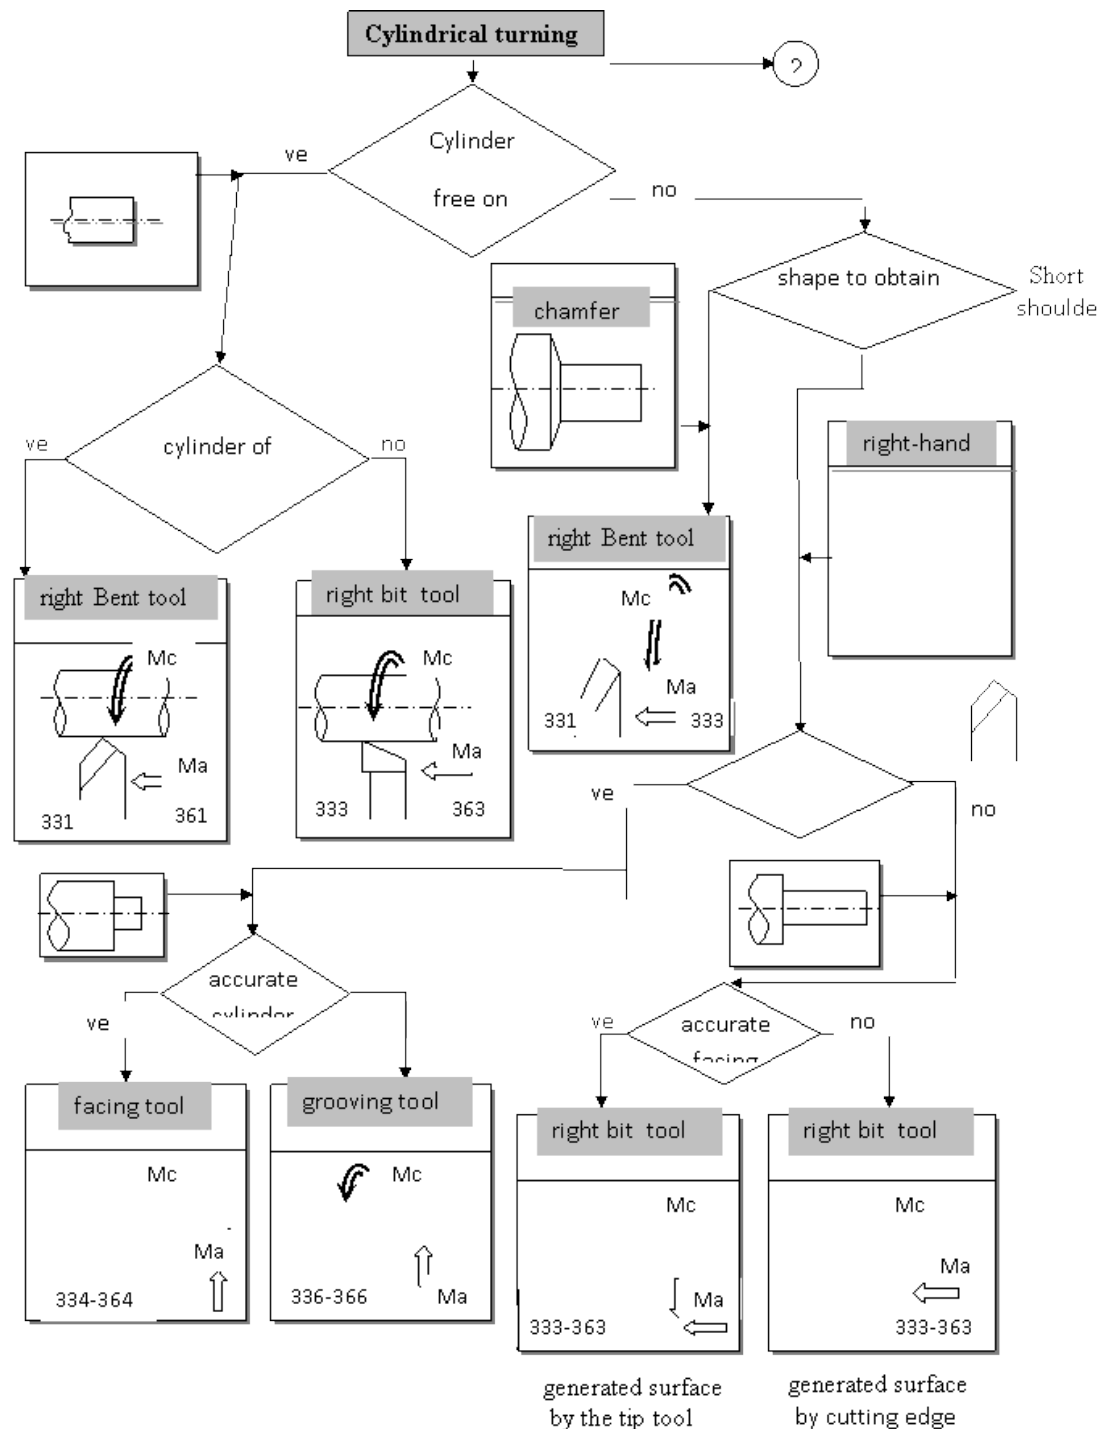 Cylindrical turning
?
Cylinder
free on
ve
no
shape to obtain
Short
shoulde
chamfer
cylinder of
ve
no
right-hand
right Bent tool
Mc
Ma
331
333
right Bent tool
Mc
Ma
331
361
right bit tool
Mc
Ma
333
363
ve
no
accurate
cylinder
ve
accurate
facing
ve
no
facing tool
Mc
Ma
334-364
grooving tool
Mc
336-366
Ma
right bit tool
Mc
Ma
333-363
right bit tool
Mc
Ma
333-363
generated surface
by the tip tool
generated surface
by cutting edge